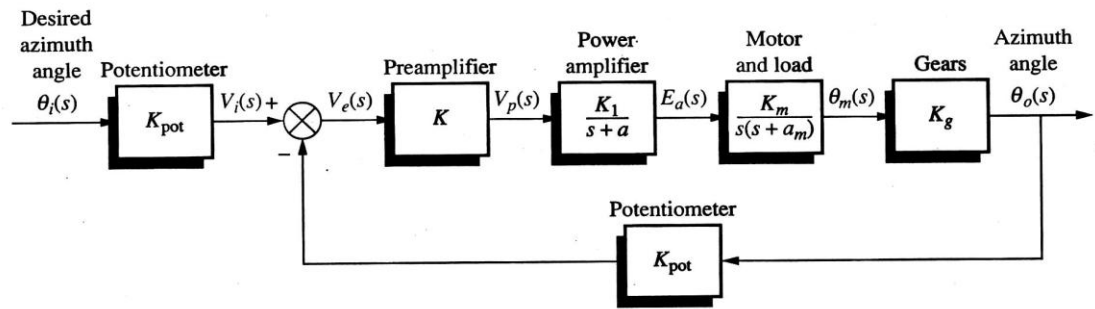 Desired
azimuth
angle
θi(s)
Potentiometer
Kpot
Vi(s) +
−
Ve(s)
Preamplifier
K
Vp(s)
Power
amplifier
K1
s + a
Ea(s)
Motor
and load
Km
s(s + am)
θm(s)
Gears
Kg
Azimuth
angle
θo(s)
Potentiometer
Kpot